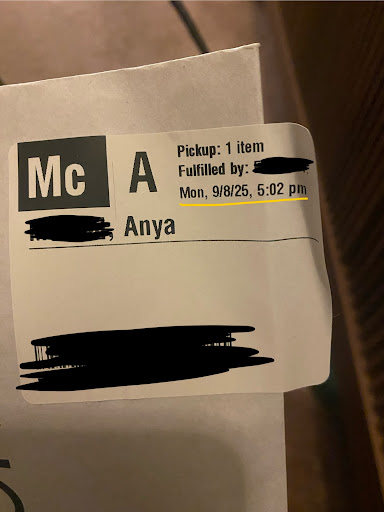 Mc
A
Pickup: 1 item
Fulfilled by:
Mon, 9/8/25, 5:02 pm
Anya